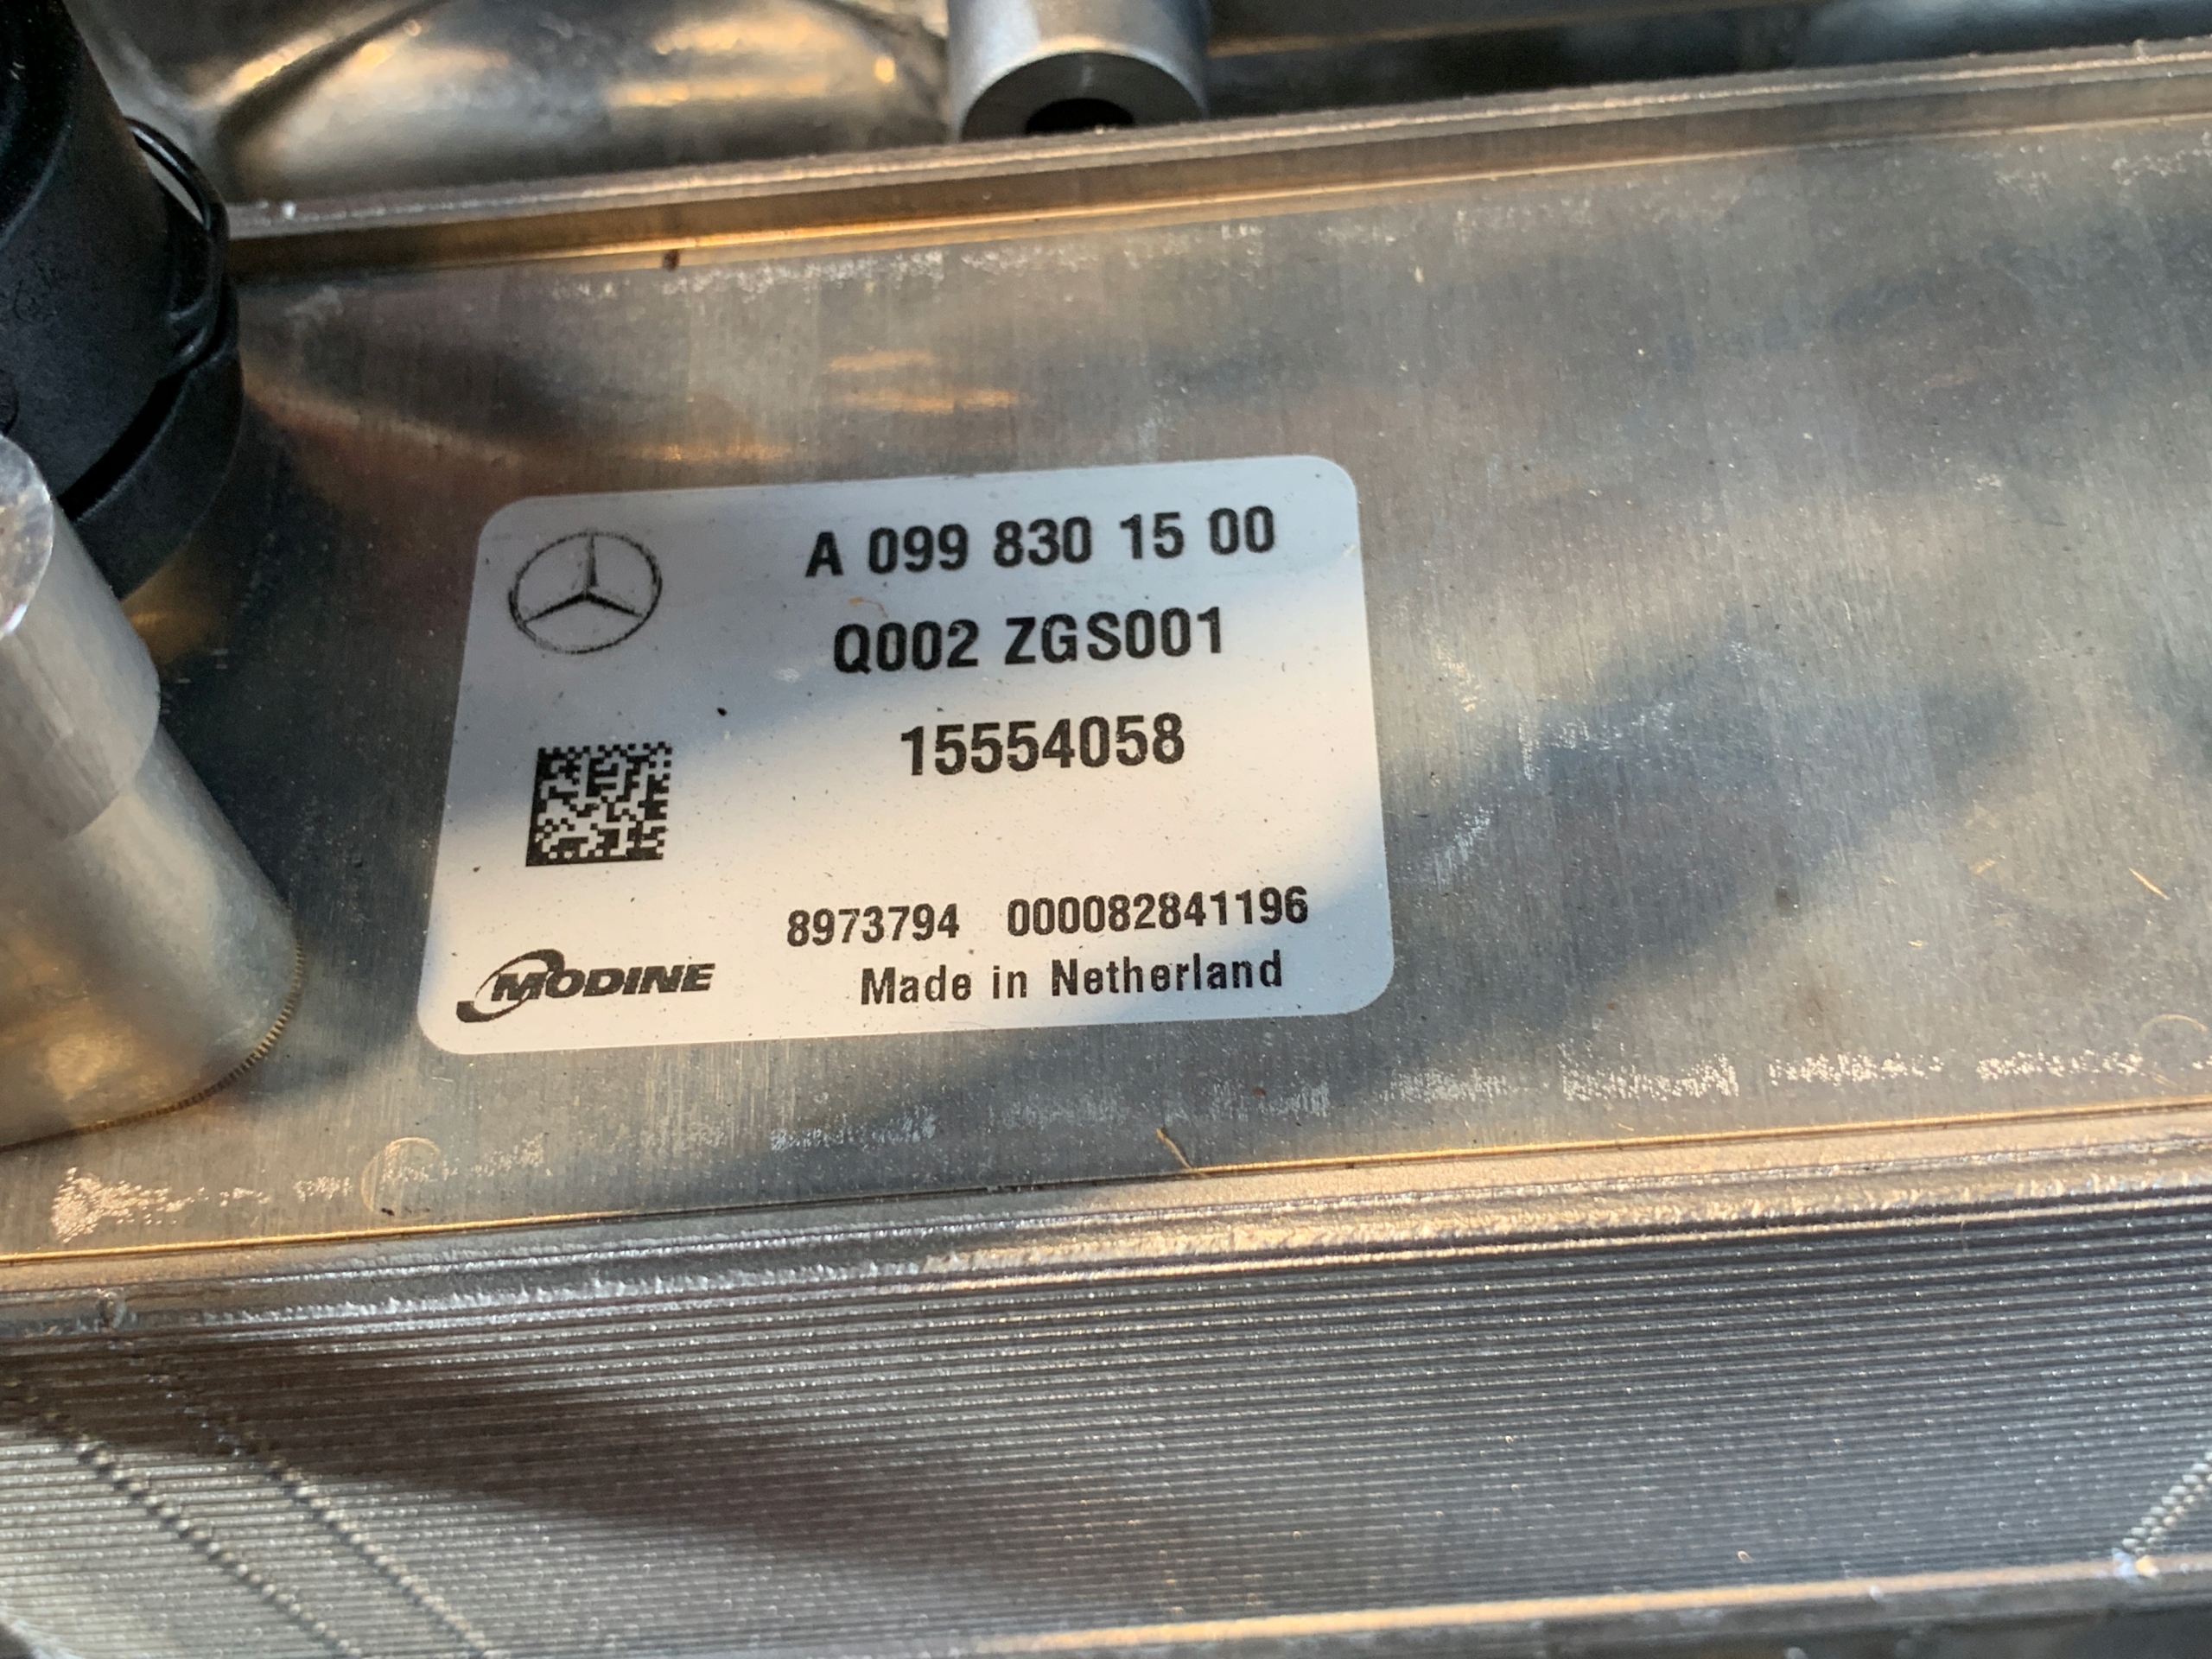 A 099 830 15 00
Q002 ZGS001
15554058
8973794 000082841196
MODINE
Made in Netherland